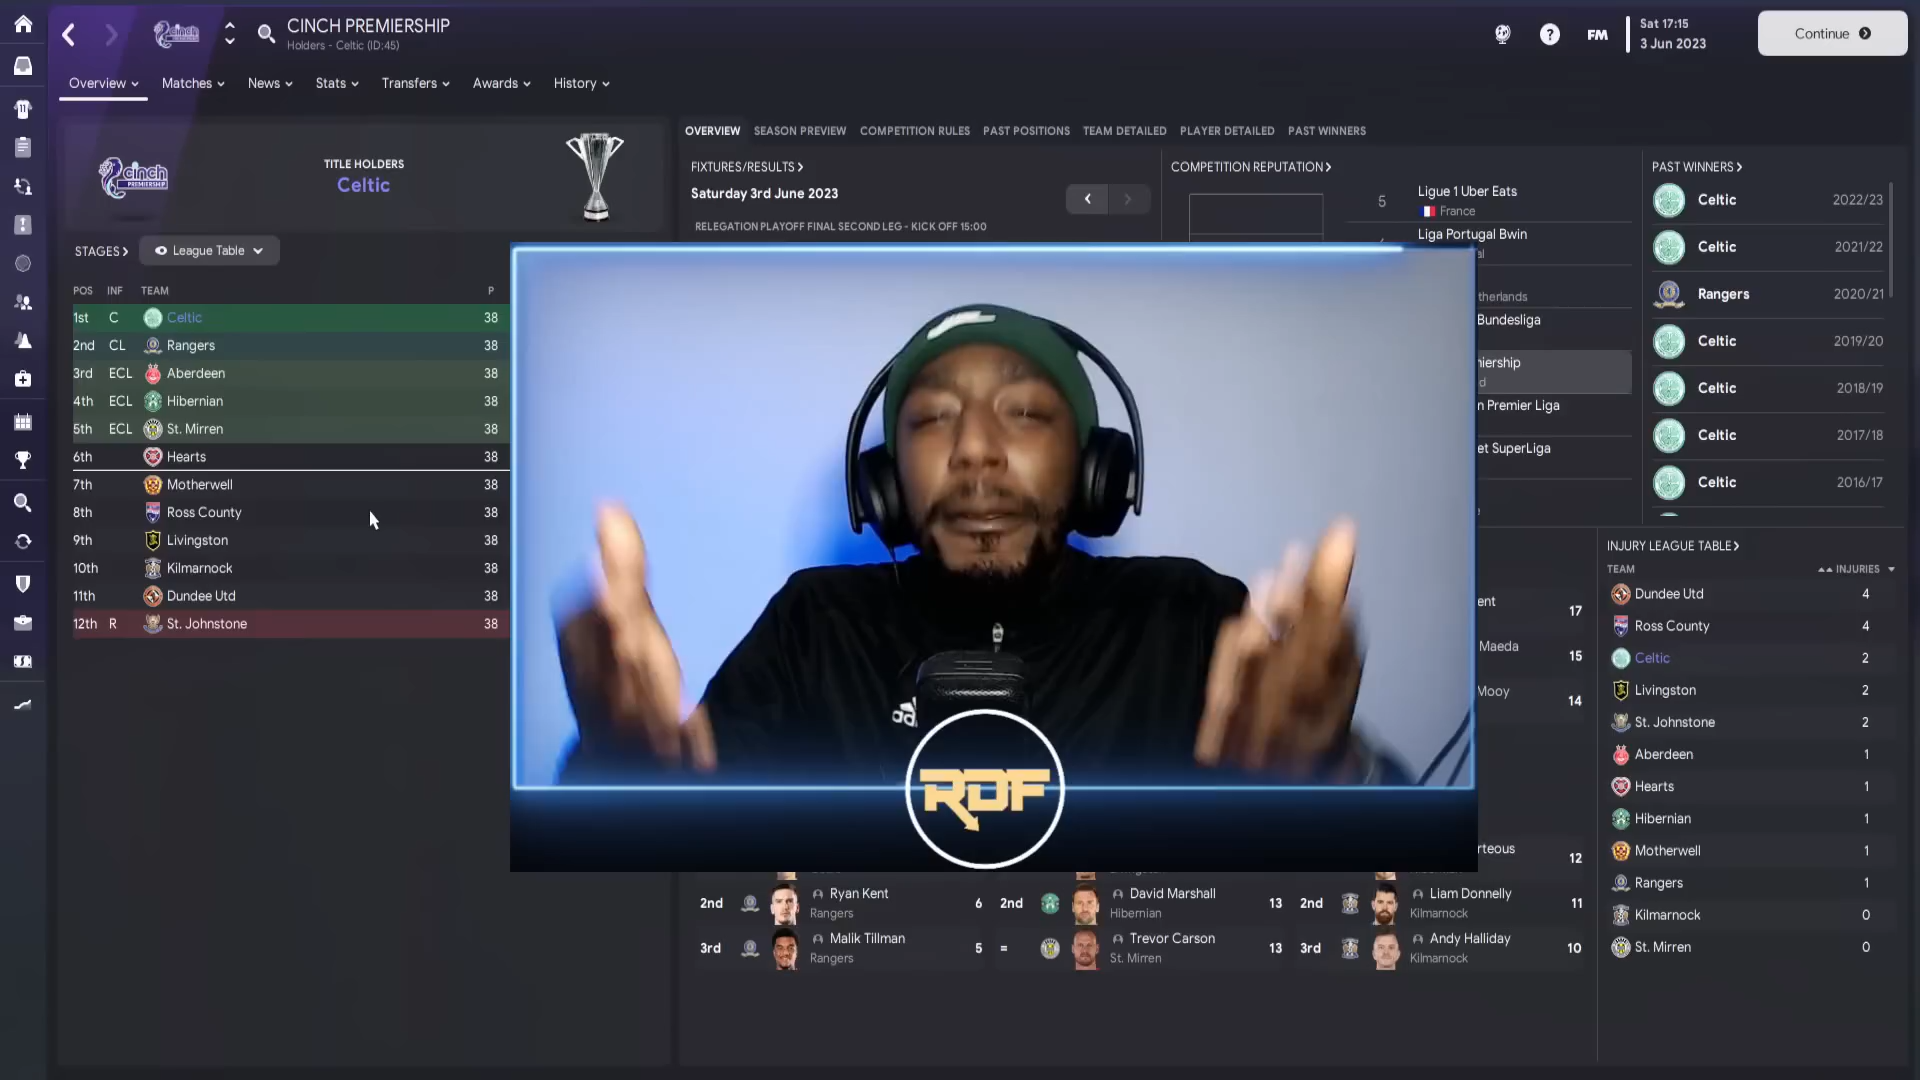 CINCH PREMIERSHIP
Holders - Celtic (ID:45)
FM
Sat 17:15
3 Jun 2023
Continue
Overview Matches News Stats Transfers Awards History
cinch
PREMIERSHIP
TITLE HOLDERS
Celtic
STAGES League Table
POS INF TEAM P
1st C Celtic 38
2nd CL Rangers 38
3rd ECL Aberdeen 38
4th ECL Hibernian 38
5th ECL St. Mirren 38
6th Hearts 38
7th Motherwell 38
8th Ross County 38
9th Livingston 38
10th Kilmarnock 38
11th Dundee Utd 38
12th R St. Johnstone 38
OVERVIEW SEASON PREVIEW COMPETITION RULES PAST POSITIONS TEAM DETAILED PLAYER DETAILED PAST WINNERS
FIXTURES/RESULTS
Saturday 3rd June 2023
RELEGATION PLAYOFF FINAL SECOND LEG - KICK OFF 15:00
COMPETITION REPUTATION
5 Ligue 1 Uber Eats
France
Liga Portugal Bwin
al
therlands
Bundesliga
iership
d
n Premier Liga
et SuperLiga
PAST WINNERS
Celtic 2022/23
Celtic 2021/22
Rangers 2020/21
Celtic 2019/20
Celtic 2018/19
Celtic 2017/18
Celtic 2016/17
RDF
ent 17
Maeda 15
Mooy 14
rteous 12
2nd Ryan Kent 6
Rangers
3rd Malik Tillman 5
Rangers
2nd David Marshall 13
Hibernian
= Trevor Carson 13
St. Mirren
2nd Liam Donnelly 11
Kilmarnock
3rd Andy Halliday 10
Kilmarnock
INJURY LEAGUE TABLE
TEAM INJURIES
Dundee Utd 4
Ross County 4
Celtic 2
Livingston 2
St. Johnstone 2
Aberdeen 1
Hearts 1
Hibernian 1
Motherwell 1
Rangers 1
Kilmarnock 0
St. Mirren 0